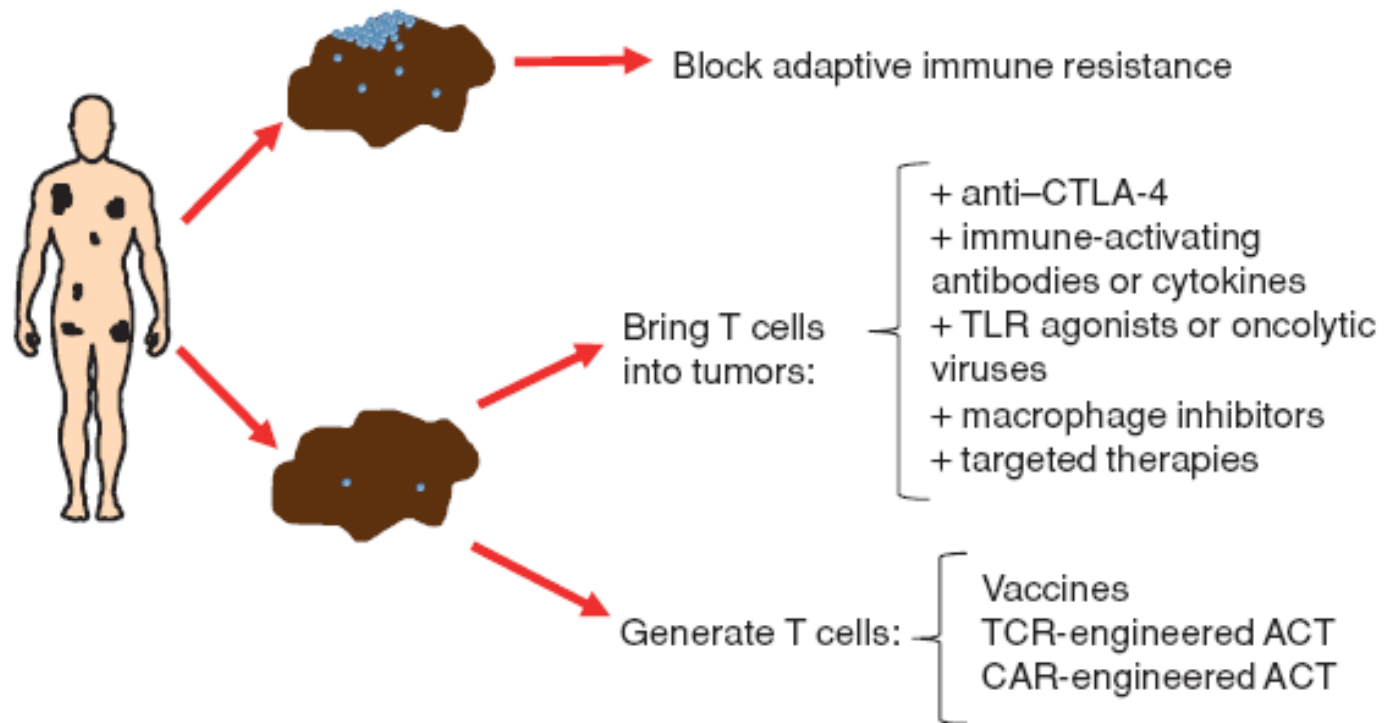 Block adaptive immune resistance
Bring T cells
into tumors:
+ anti–CTLA-4
+ immune-activating
antibodies or cytokines
+ TLR agonists or oncolytic
viruses
+ macrophage inhibitors
+ targeted therapies
Generate T cells:
Vaccines
TCR-engineered ACT
CAR-engineered ACT